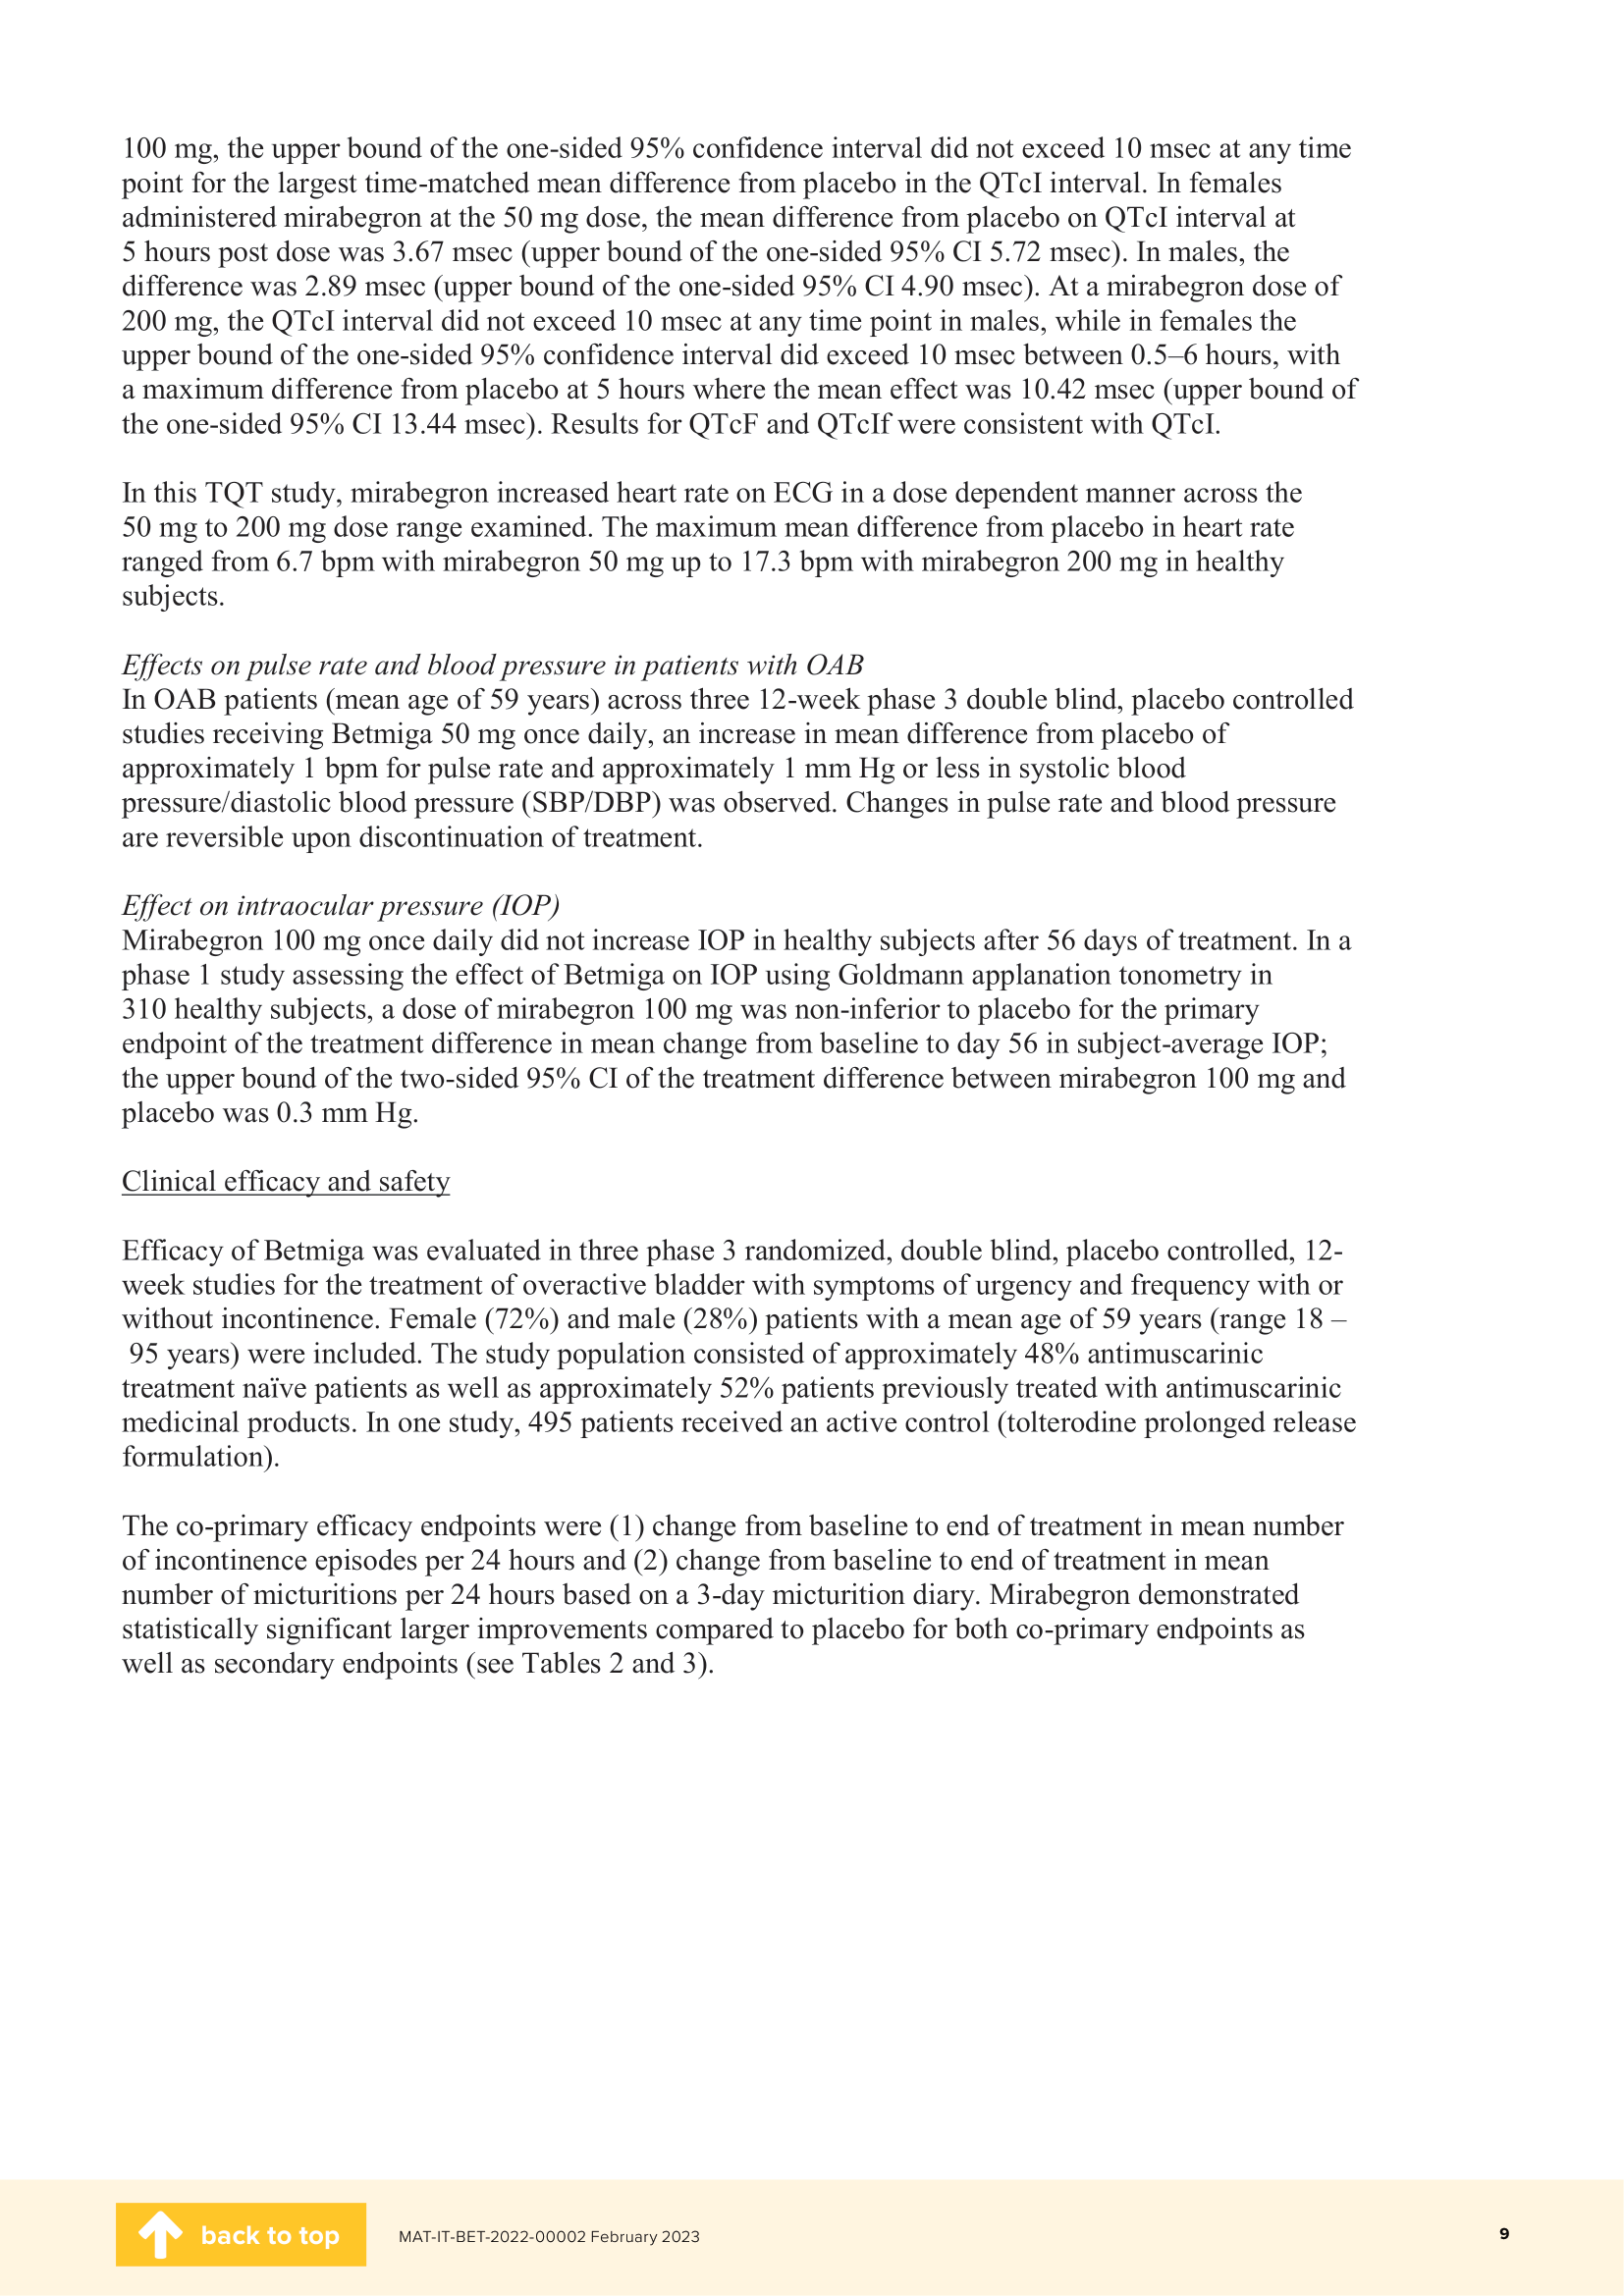 100 mg, the upper bound of the one-sided 95% confidence interval did not exceed 10 msec at any time
point for the largest time-matched mean difference from placebo in the QTcI interval. In females
administered mirabegron at the 50 mg dose, the mean difference from placebo on QTcI interval at
5 hours post dose was 3.67 msec (upper bound of the one-sided 95% CI 5.72 msec). In males, the
difference was 2.89 msec (upper bound of the one-sided 95% CI 4.90 msec). At a mirabegron dose of
200 mg, the QTcI interval did not exceed 10 msec at any time point in males, while in females the
upper bound of the one-sided 95% confidence interval did exceed 10 msec between 0.5–6 hours, with
a maximum difference from placebo at 5 hours where the mean effect was 10.42 msec (upper bound of
the one-sided 95% CI 13.44 msec). Results for QTcF and QTcIf were consistent with QTcI.
In this TQT study, mirabegron increased heart rate on ECG in a dose dependent manner across the
50 mg to 200 mg dose range examined. The maximum mean difference from placebo in heart rate
ranged from 6.7 bpm with mirabegron 50 mg up to 17.3 bpm with mirabegron 200 mg in healthy
subjects.
Effects on pulse rate and blood pressure in patients with OAB
In OAB patients (mean age of 59 years) across three 12-week phase 3 double blind, placebo controlled
studies receiving Betmiga 50 mg once daily, an increase in mean difference from placebo of
approximately 1 bpm for pulse rate and approximately 1 mm Hg or less in systolic blood
pressure/diastolic blood pressure (SBP/DBP) was observed. Changes in pulse rate and blood pressure
are reversible upon discontinuation of treatment.
Effect on intraocular pressure (IOP)
Mirabegron 100 mg once daily did not increase IOP in healthy subjects after 56 days of treatment. In a
phase 1 study assessing the effect of Betmiga on IOP using Goldmann applanation tonometry in
310 healthy subjects, a dose of mirabegron 100 mg was non-inferior to placebo for the primary
endpoint of the treatment difference in mean change from baseline to day 56 in subject-average IOP;
the upper bound of the two-sided 95% CI of the treatment difference between mirabegron 100 mg and
placebo was 0.3 mm Hg.
Clinical efficacy and safety
Efficacy of Betmiga was evaluated in three phase 3 randomized, double blind, placebo controlled, 12-
week studies for the treatment of overactive bladder with symptoms of urgency and frequency with or
without incontinence. Female (72%) and male (28%) patients with a mean age of 59 years (range 18 –
95 years) were included. The study population consisted of approximately 48% antimuscarinic
treatment naïve patients as well as approximately 52% patients previously treated with antimuscarinic
medicinal products. In one study, 495 patients received an active control (tolterodine prolonged release
formulation).
The co-primary efficacy endpoints were (1) change from baseline to end of treatment in mean number
of incontinence episodes per 24 hours and (2) change from baseline to end of treatment in mean
number of micturitions per 24 hours based on a 3-day micturition diary. Mirabegron demonstrated
statistically significant larger improvements compared to placebo for both co-primary endpoints as
well as secondary endpoints (see Tables 2 and 3).
back to top
MAT-IT-BET-2022-00002 February 2023
9